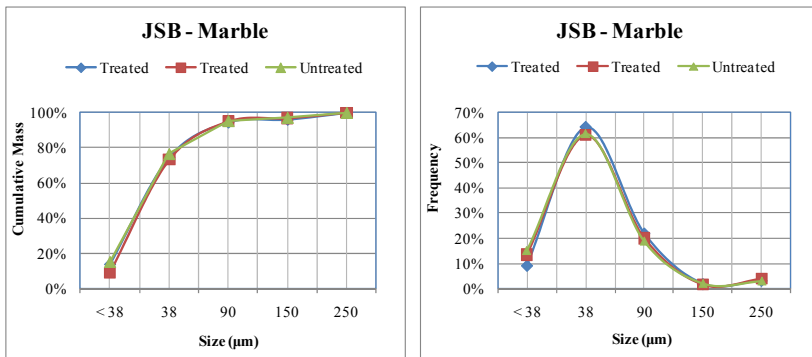 JSB - Marble
Treated Treated Untreated
100%
80%
60%
40%
20%
0%
Cumulative Mass
<38 38 90 150 250
Size (µm)
JSB - Marble
Treated Treated Untreated
70%
60%
50%
40%
30%
20%
10%
0%
Frequency
<38 38 90 150 250
Size (µm)